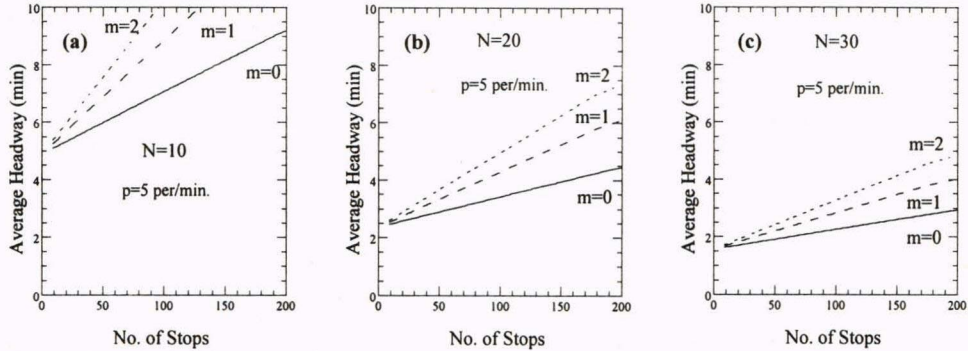 (a)
m=2
m=1
m=0
N=10
p=5 per/min.
Average Headway (min)
10
8
6
4
2
0
0
50
100
150
200
No. of Stops
(b)
N=20
p=5 per/min.
m=2
m=1
m=0
Average Headway (min)
10
8
6
4
2
0
0
50
100
150
200
No. of Stops
(c)
N=30
p=5 per/min.
m=2
m=1
m=0
Average Headway (min)
10
8
6
4
2
0
0
50
100
150
200
No. of Stops